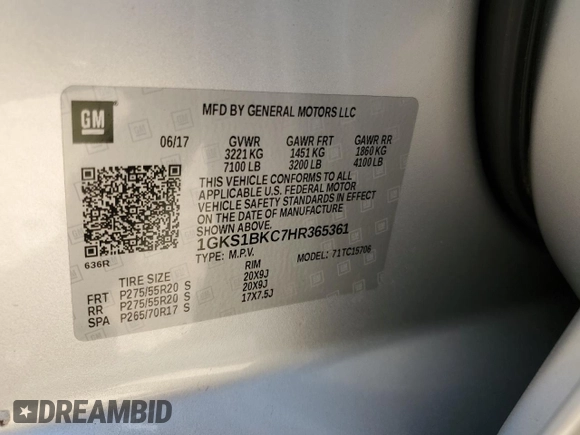 GM
MFD BY GENERAL MOTORS LLC
06/17 GVWR GAWR FRT GAWR RR
3221 KG 1451 KG 1860 KG
7100 LB 3200 LB 4100 LB
THIS VEHICLE CONFORMS TO ALL
APPLICABLE U.S. FEDERAL MOTOR
VEHICLE SAFETY STANDARDS IN EFFECT
ON THE DATE OF MANUFACTURE
SHOWN ABOVE.
1GKS1BKC7HR365361
636R TYPE: M.P.V. MODEL: 71TC15706
TIRE SIZE RIM
FRT P275/55R20 S 20X9J
RR P275/55R20 S 20X9J
SPA P265/70R17 S 17X7.5J
DREAMBID